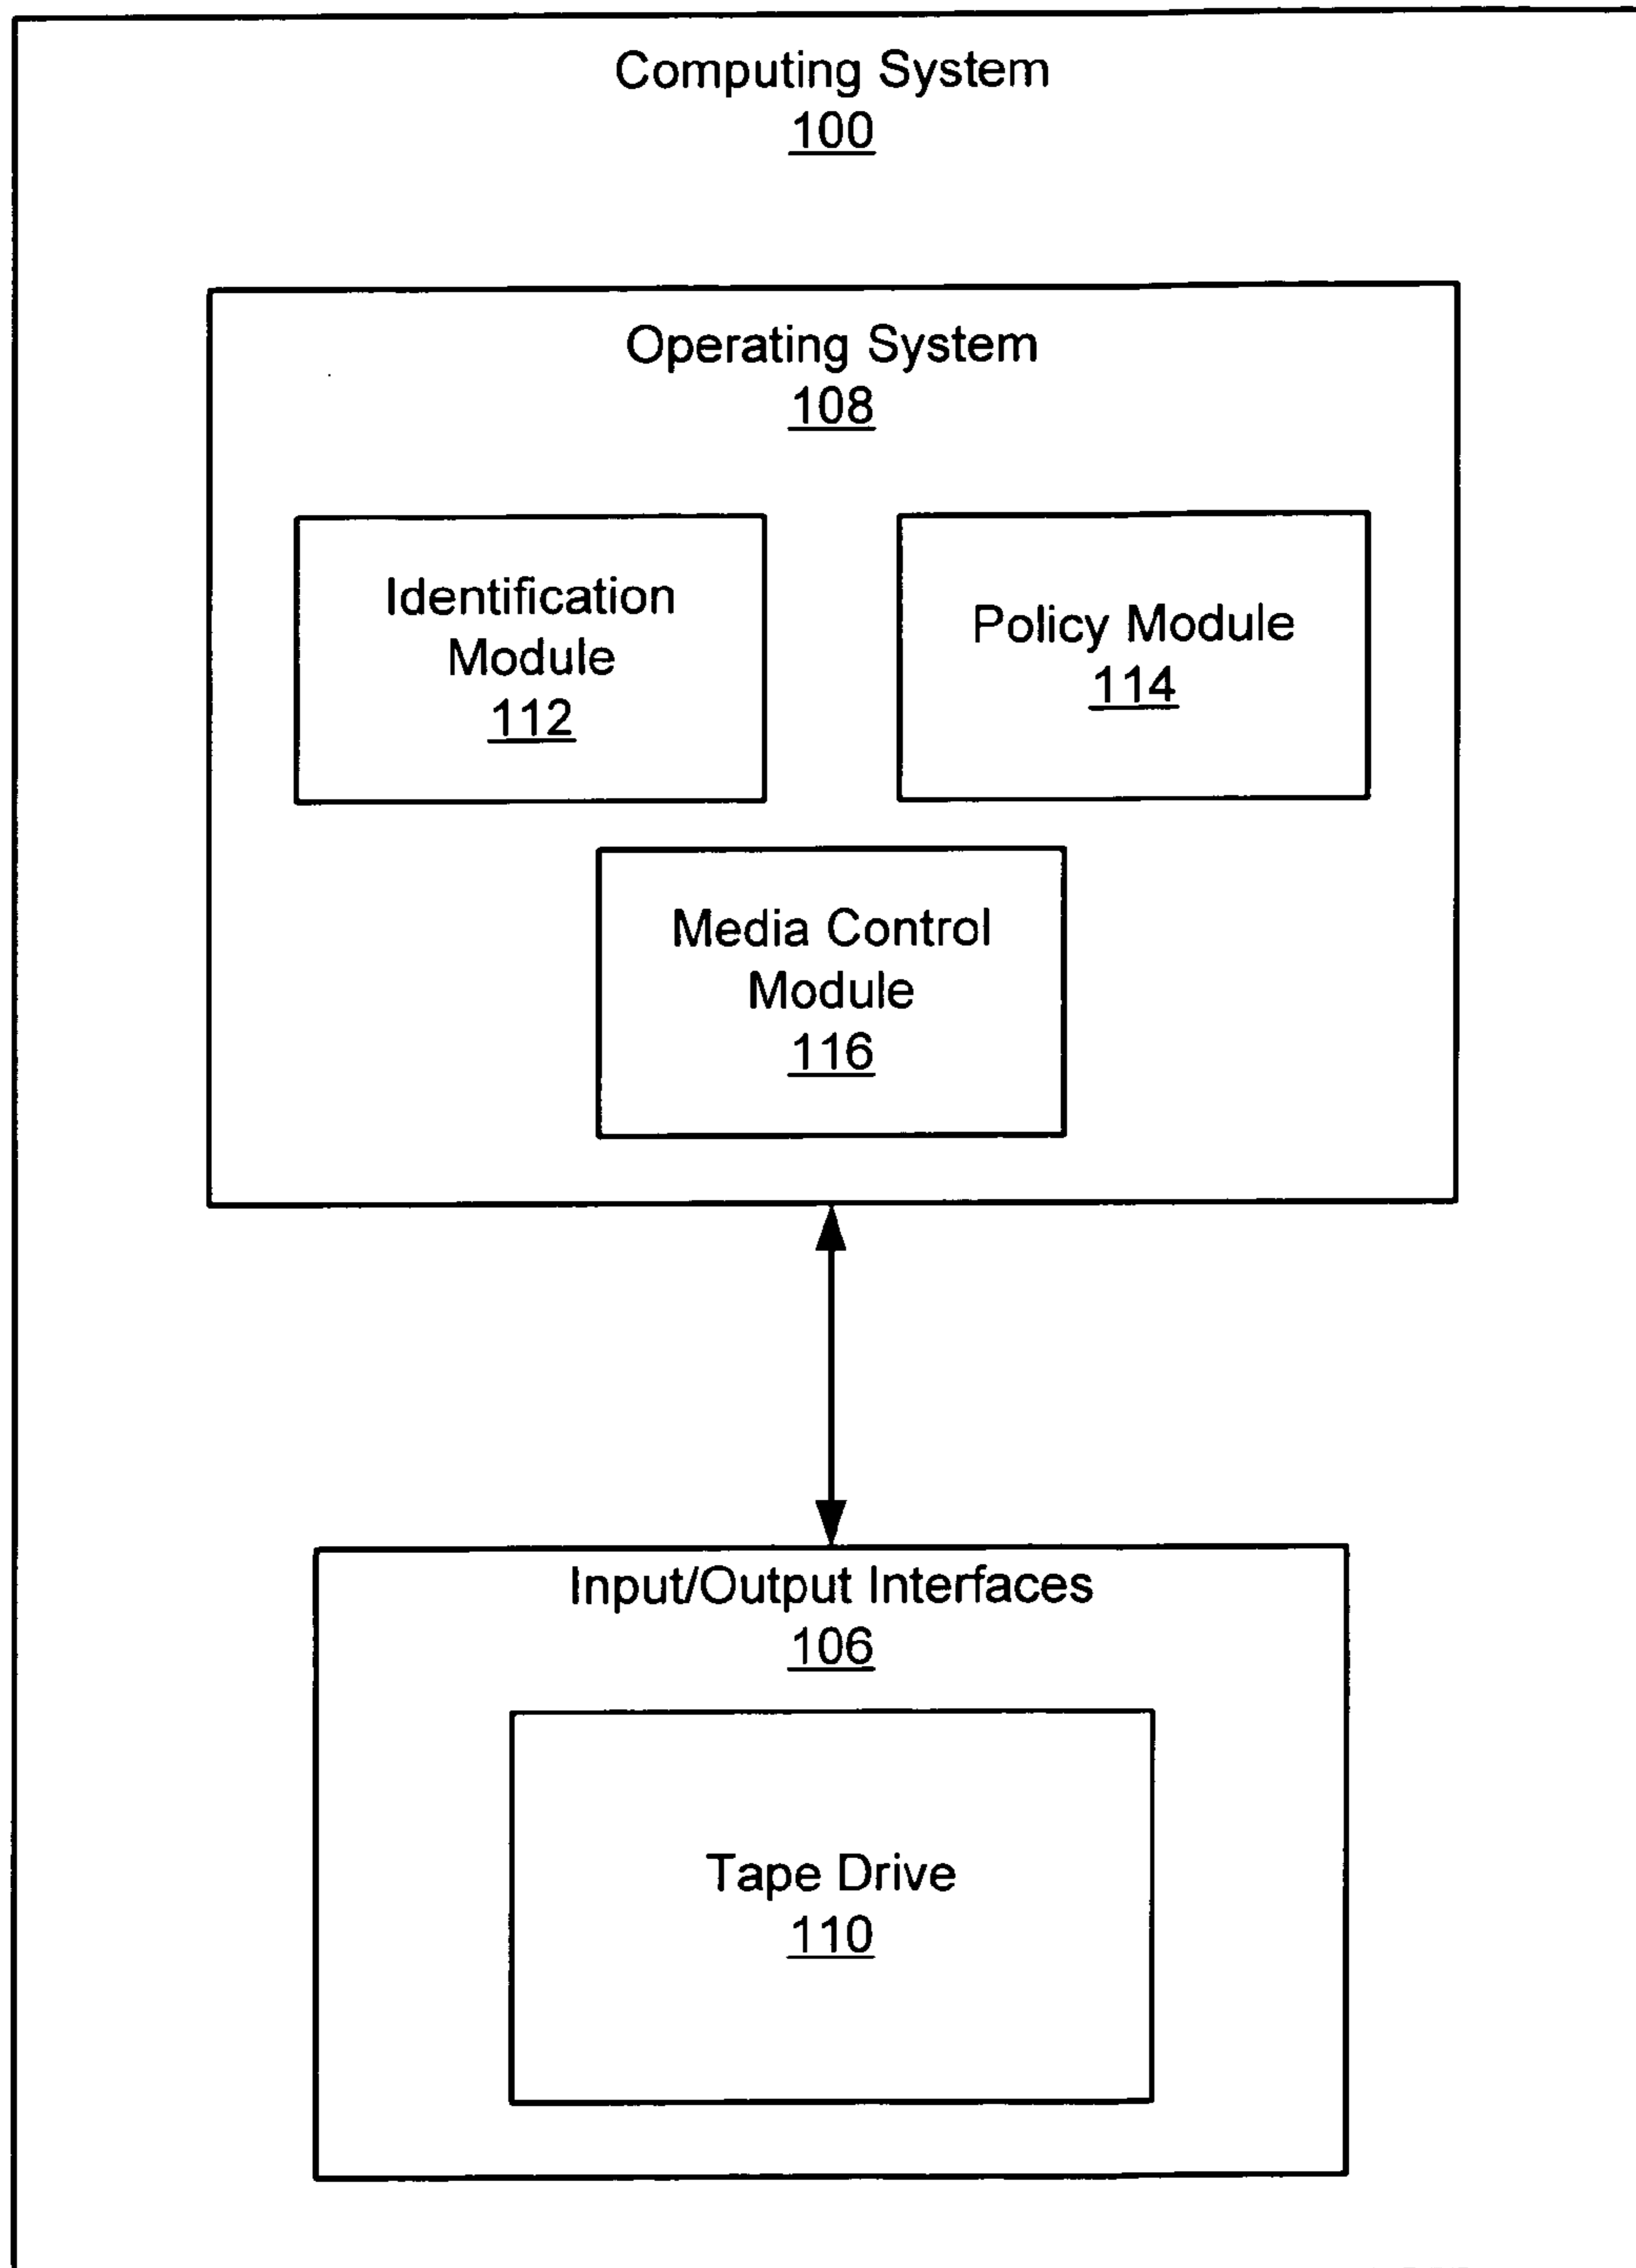 Computing System
100
Operating System
108
Identification
Module
112
Policy Module
114
Media Control
Module
116
Input/Output Interfaces
106
Tape Drive
110